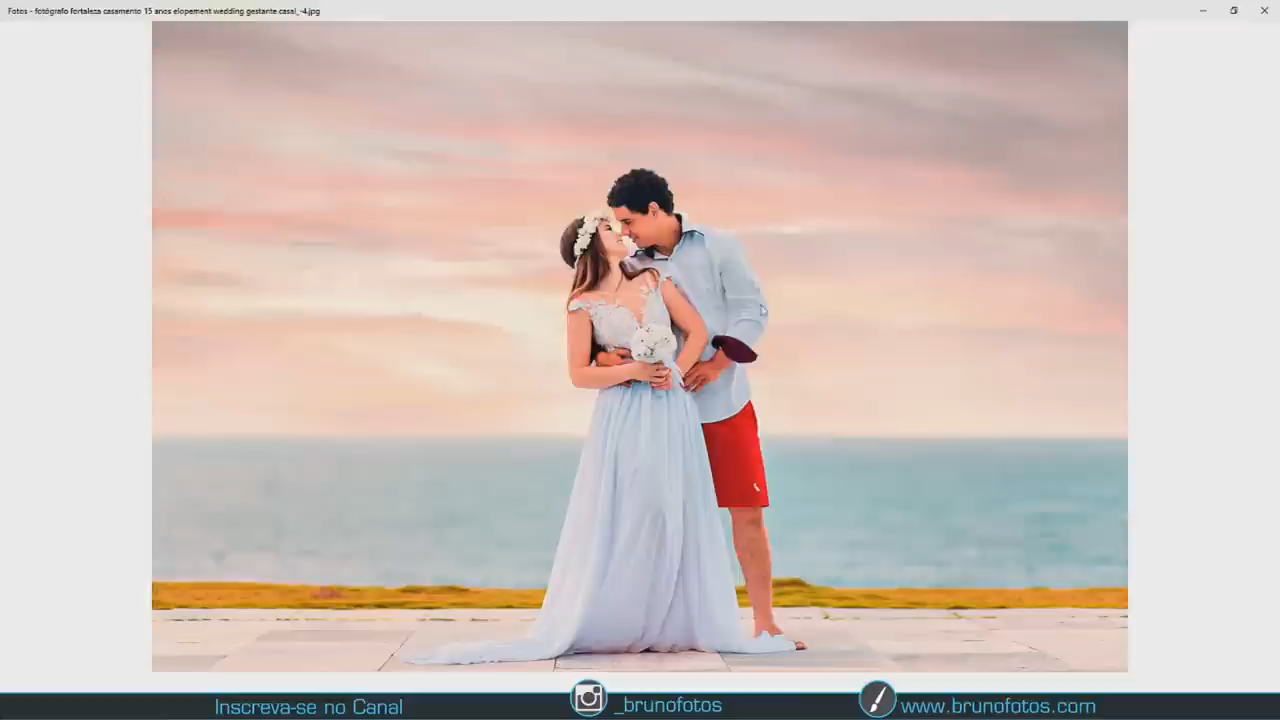 Fotos - fotógrafo fortaleza casamento 15 anos elopement wedding gestante casal_-4.jpg
Inscreva-se no Canal
_brunofotos
www.brunofotos.com